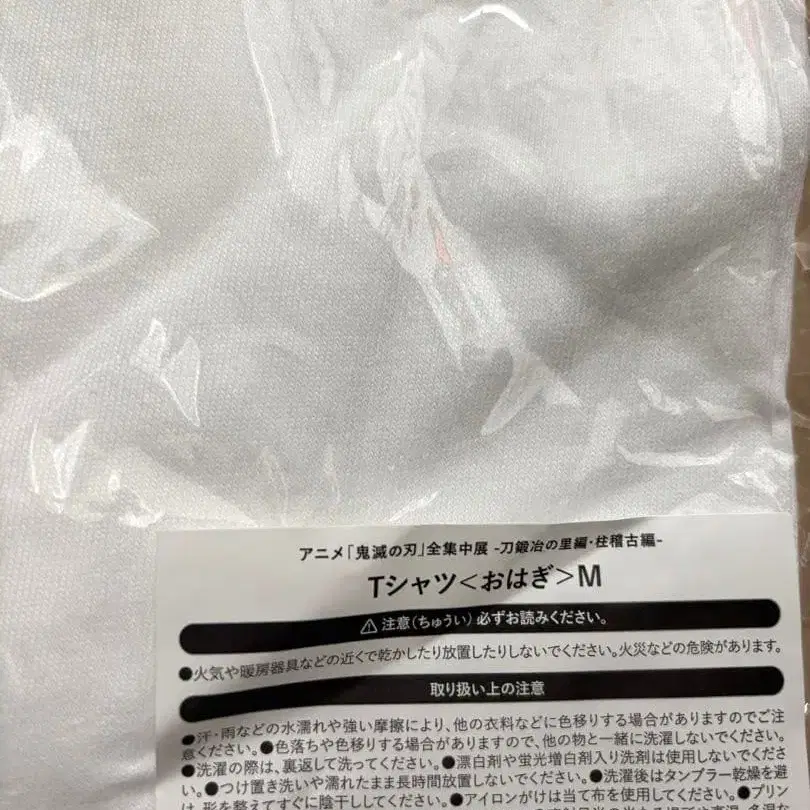 アニメ「鬼滅の刃」全集中展 -刀鍛冶の里編・柱稽古編-
Tシャツ＜おはぎ＞M
⚠注意（ちゅうい）必ずお読みください。
●火気や暖房器具などの近くで乾かしたり放置したりしないでください。火災などの危険があります。
取り扱い上の注意
●汗・雨などの水濡れや強い摩擦により、他の衣料などに色移りする場合がありますのでご注
意ください。●色落ちや色移りする場合がありますので、他の物と一緒に洗濯しないでください。
●洗濯の際は、裏返して洗ってください。●漂白剤や蛍光増白剤入り洗剤は使用しないでくださ
い。●つけ置き洗いや濡れたまま長時間放置しないでください。●洗濯後はタンブラー乾燥を避
け、形を整えてすぐに陰干ししてください。●アイロンがけは当て布を使用してください。●プリン